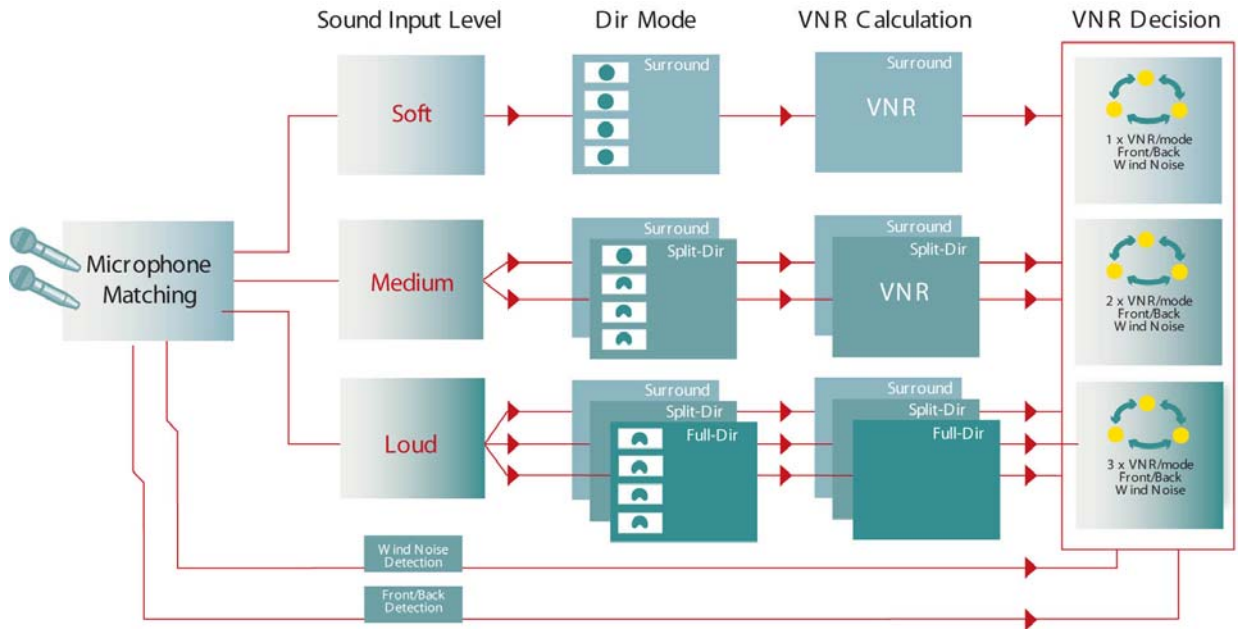 Sound Input Level
Dir Mode
VNR Calculation
VNR Decision
Microphone
Matching
Soft
Surround
Surround
VNR
1 x VNR/mode
Front/Back
Wind Noise
Medium
Surround
Split-Dir
Surround
Split-Dir
VNR
2 x VNR/mode
Front/Back
Wind Noise
Loud
Surround
Split-Dir
Full-Dir
Surround
Split-Dir
Full-Dir
3 x VNR/mode
Front/Back
Wind Noise
Wind Noise
Detection
Front/Back
Detection